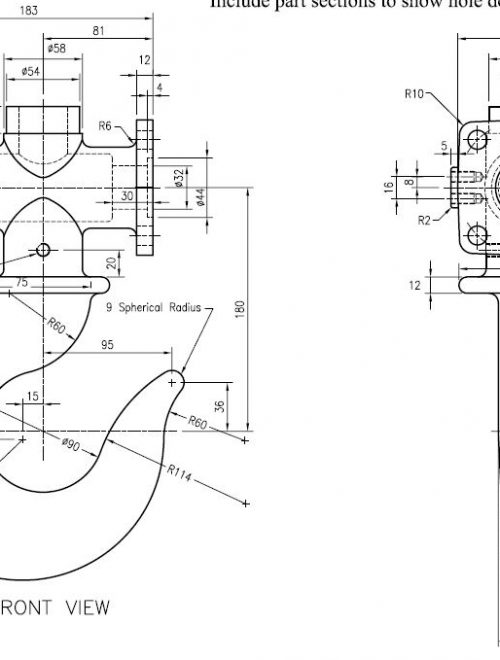 Include part sections to show hole de
183
81
ø58
ø54
12
4
R6
R10
5
ø32
ø44
30
16
8
R2
20
75
12
R60
9 Spherical Radius
180
95
15
36
R60
ø90
R114
RONT VIEW